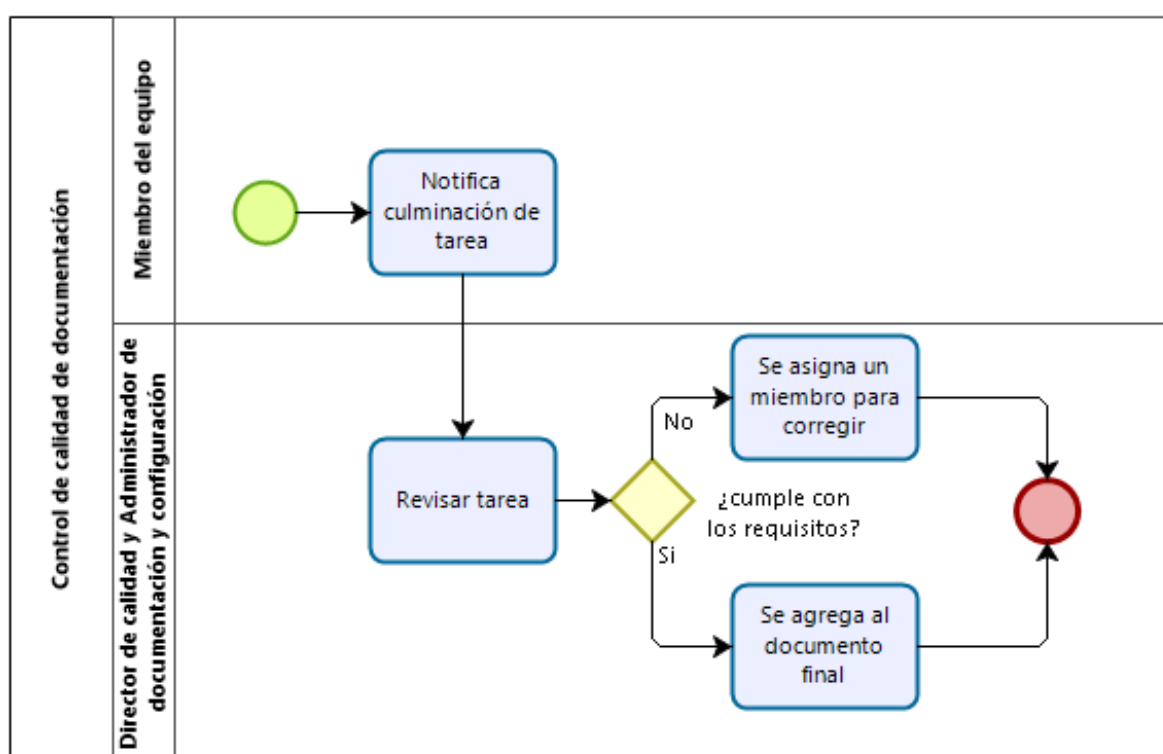 Control de calidad de documentación
Miembro del equipo
Notifica
culminación de
tarea
Director de calidad y Administrador de
documentación y configuración
Revisar tarea
No
¿cumple con
los requisitos?
Si
Se asigna un
miembro para
corregir
Se agrega al
documento
final